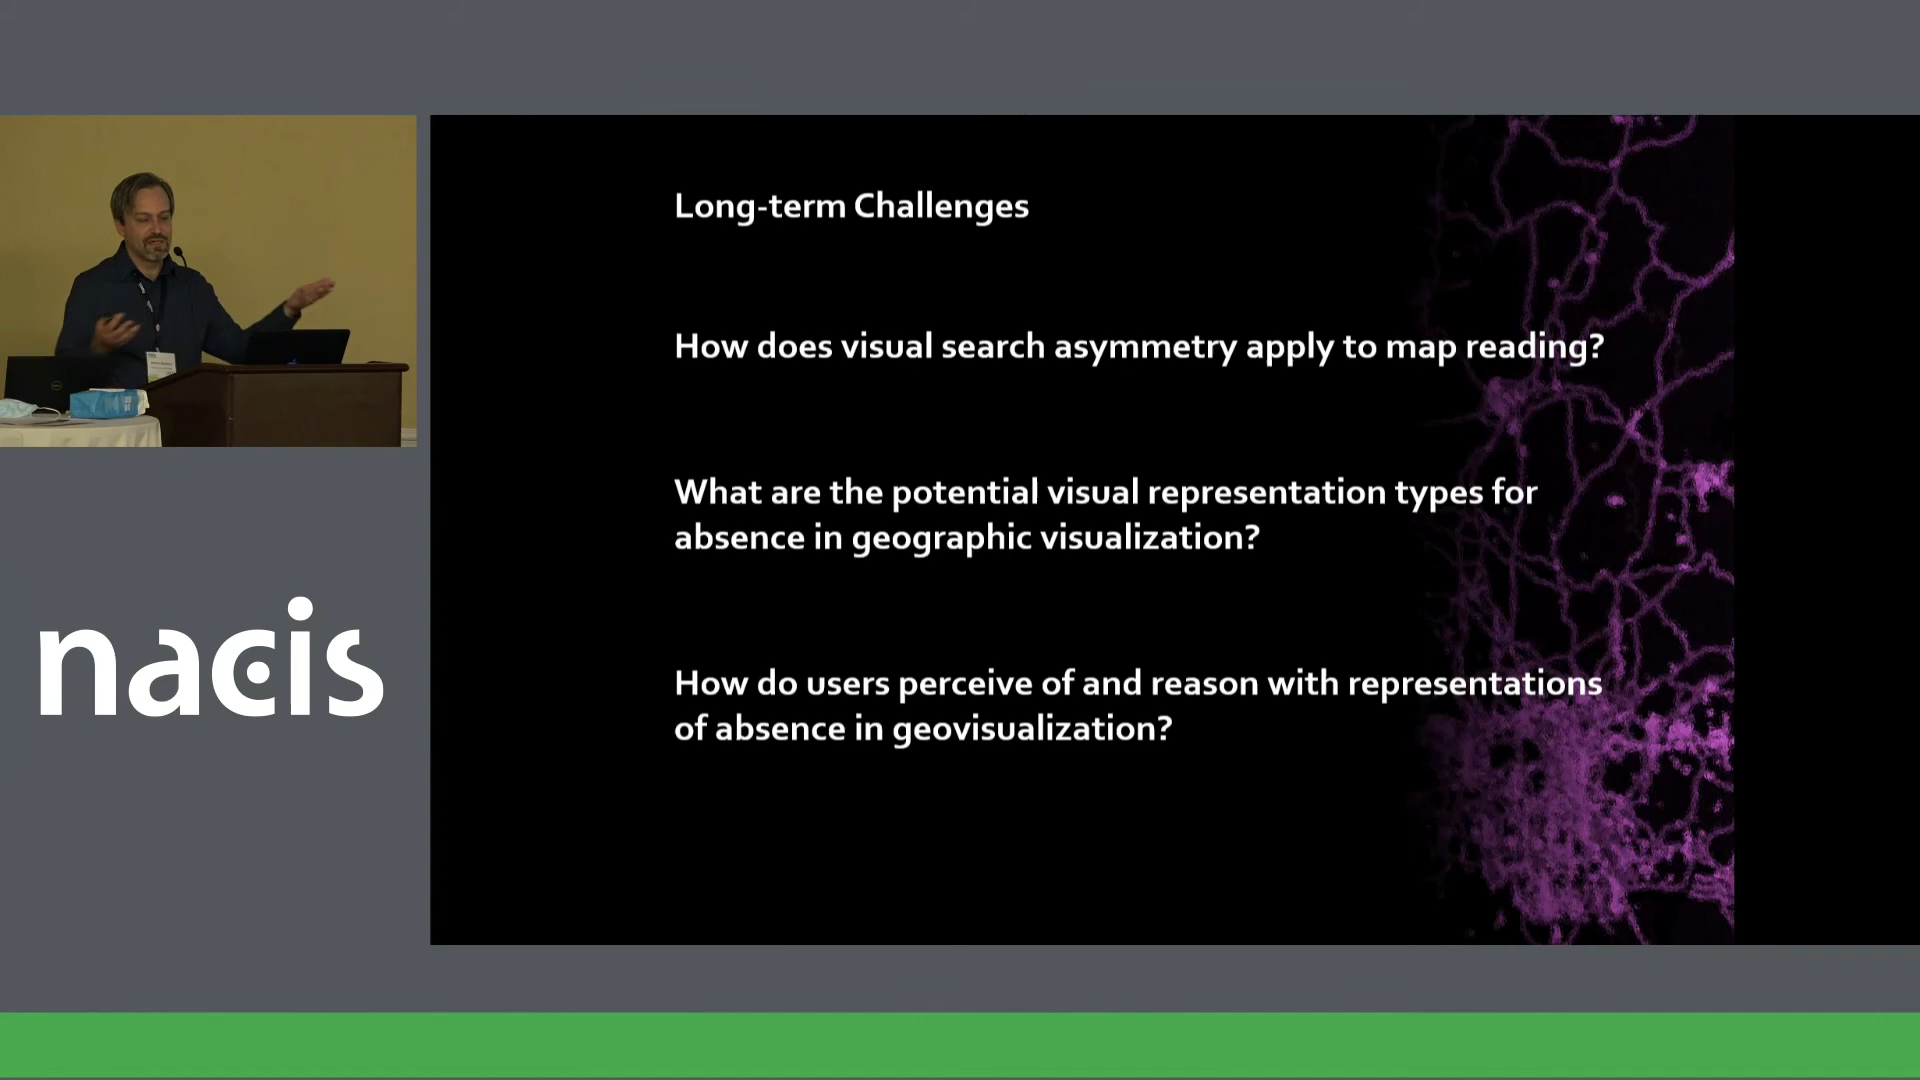 Long-term Challenges
How does visual search asymmetry apply to map reading?
What are the potential visual representation types for
absence in geographic visualization?
How do users perceive of and reason with representations
of absence in geovisualization?
nacis